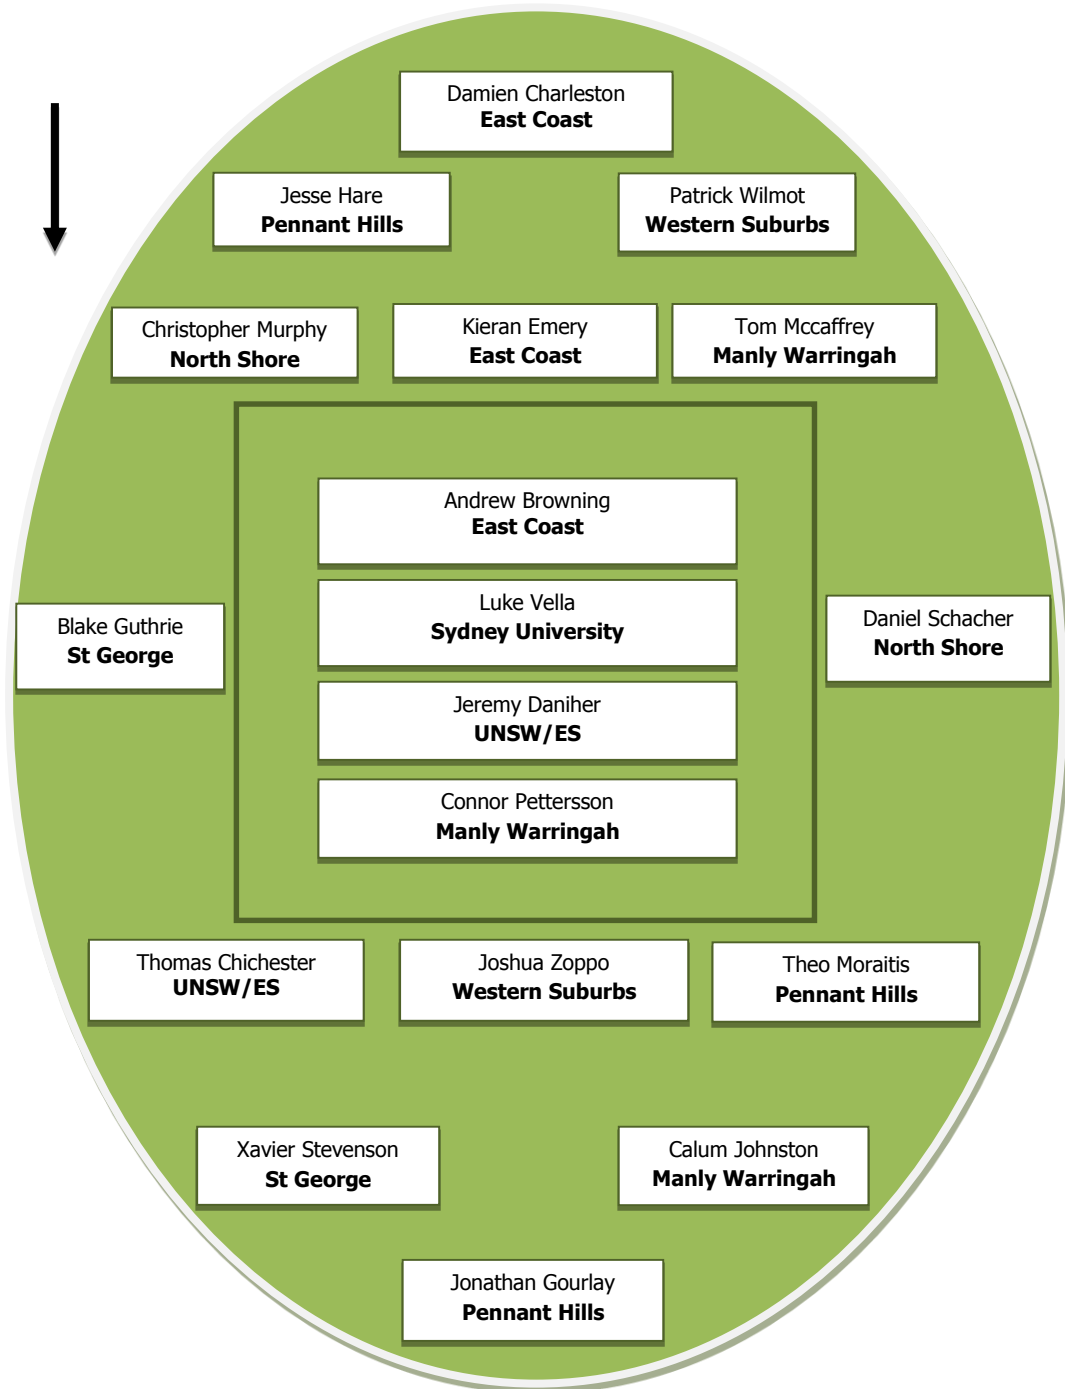 Damien Charleston
East Coast
Jesse Hare
Pennant Hills
Patrick Wilmot
Western Suburbs
Christopher Murphy
North Shore
Kieran Emery
East Coast
Tom Mccaffrey
Manly Warringah
Andrew Browning
East Coast
Luke Vella
Sydney University
Blake Guthrie
St George
Daniel Schacher
North Shore
Jeremy Daniher
UNSW/ES
Connor Pettersson
Manly Warringah
Thomas Chichester
UNSW/ES
Joshua Zoppo
Western Suburbs
Theo Moraitis
Pennant Hills
Xavier Stevenson
St George
Calum Johnston
Manly Warringah
Jonathan Gourlay
Pennant Hills